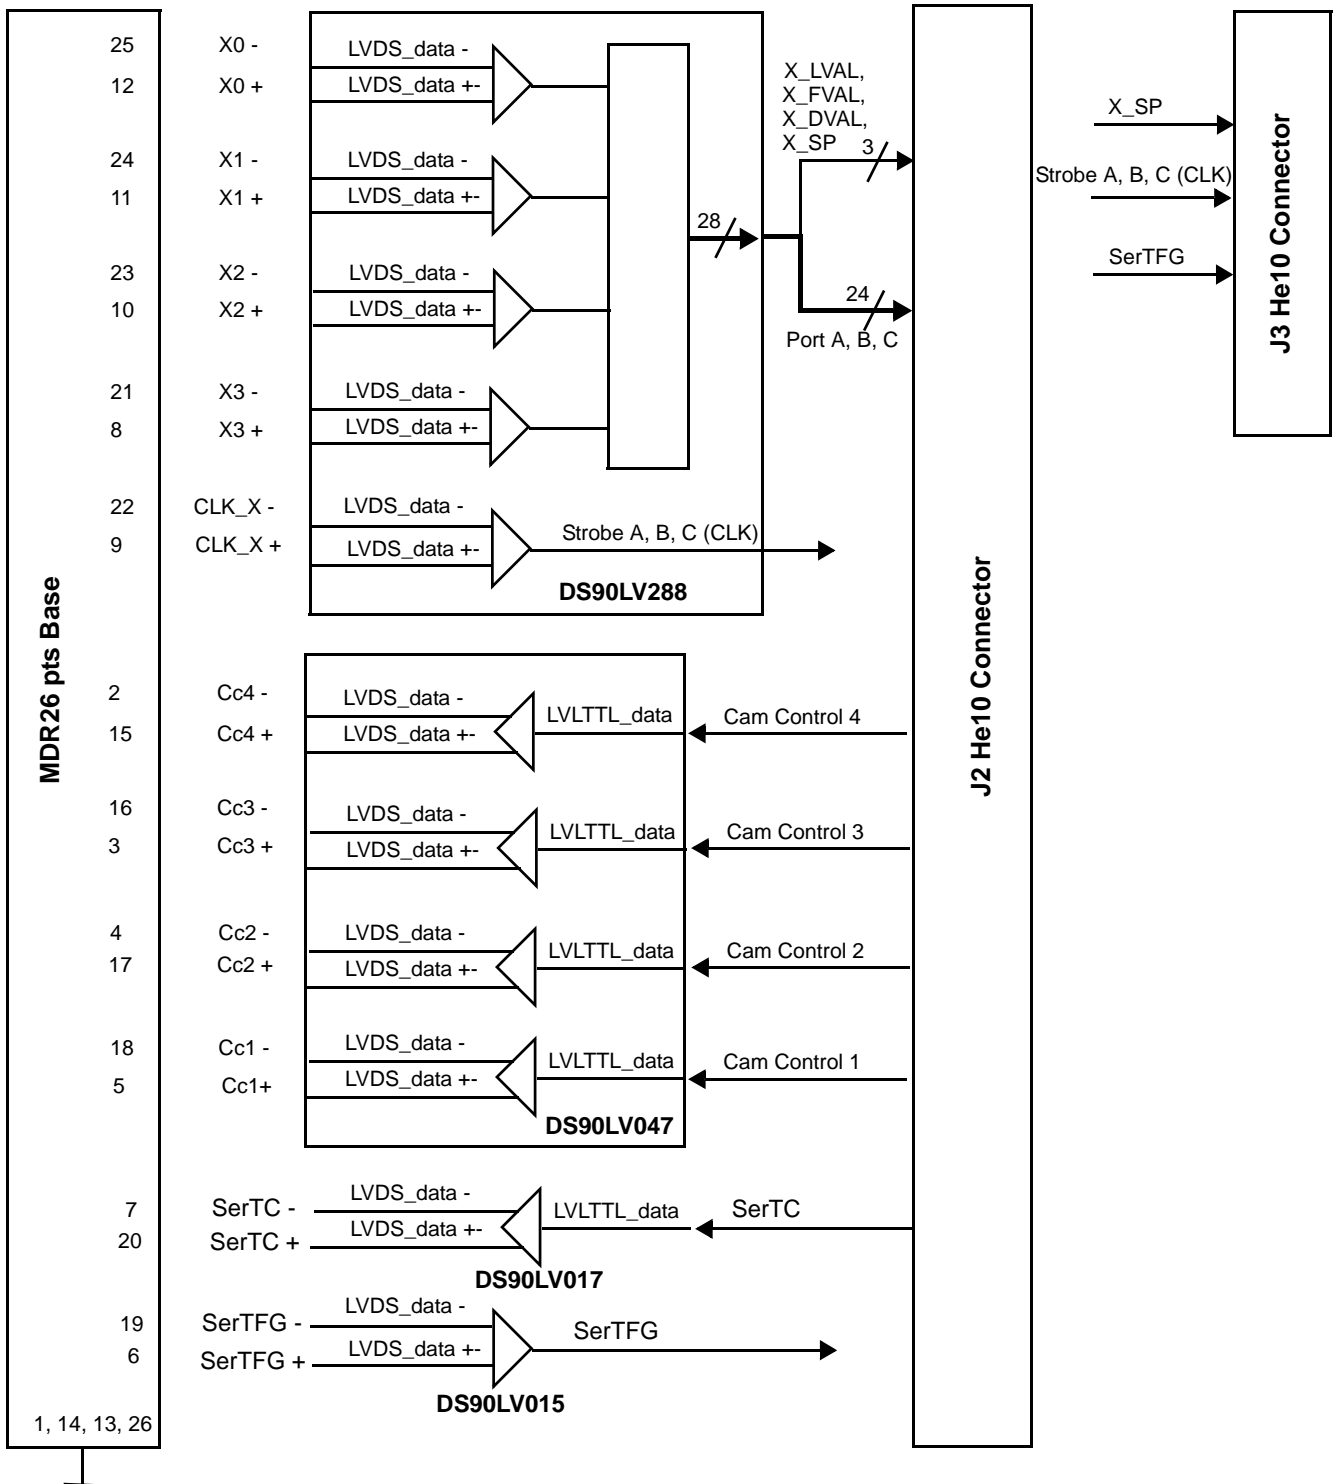 25 X0 - LVDS_data -
12 X0 + LVDS_data +-
24 X1 - LVDS_data -
11 X1 + LVDS_data +-
23 X2 - LVDS_data -
10 X2 + LVDS_data +-
21 X3 - LVDS_data -
8 X3 + LVDS_data +-
22 CLK_X - LVDS_data -
9 CLK_X + LVDS_data +-
Strobe A, B, C (CLK)
DS90LV288
28
X_LVAL,
X_FVAL,
X_DVAL,
X_SP
3
24
Port A, B, C
X_SP
Strobe A, B, C (CLK)
SerTFG
J3 He10 Connector
J2 He10 Connector
MDR26 pts Base
2 Cc4 - LVDS_data -
15 Cc4 + LVDS_data +-
LVLTTL_data Cam Control 4
16 Cc3 - LVDS_data -
3 Cc3 + LVDS_data +-
LVLTTL_data Cam Control 3
4 Cc2 - LVDS_data -
17 Cc2 + LVDS_data +-
LVLTTL_data Cam Control 2
18 Cc1 - LVDS_data -
5 Cc1+ LVDS_data +-
LVLTTL_data Cam Control 1
DS90LV047
7 SerTC - LVDS_data -
20 SerTC + LVDS_data +-
LVLTTL_data SerTC
DS90LV017
19 SerTFG - LVDS_data -
6 SerTFG + LVDS_data +-
SerTFG
DS90LV015
1, 14, 13, 26